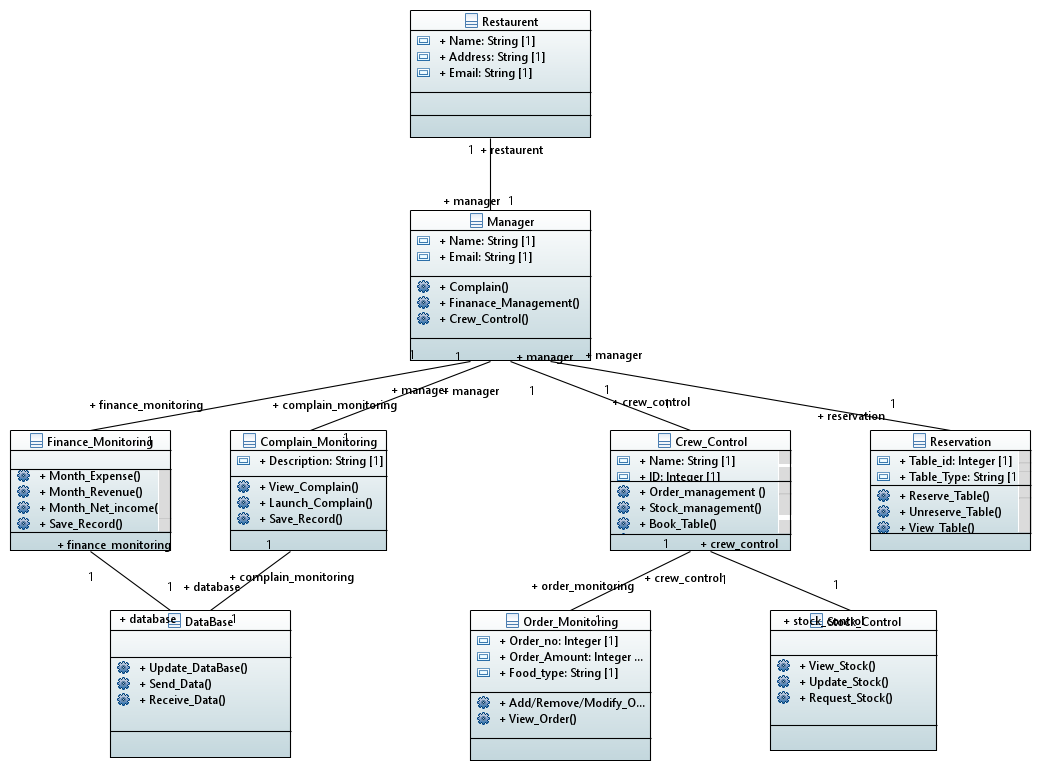 Restaurent
+ Name: String [1]
+ Address: String [1]
+ Email: String [1]
1 + restaurent
+ manager 1
Manager
+ Name: String [1]
+ Email: String [1]
+ Complain()
+ Finanace_Management()
+ Crew_Control()
1 1 + manager + manager
+ manager + manager 1 1
+ finance_monitoring + complain_monitoring + crew_control 1 1
+ reservation
Finance_Monitoring 1
+ Month_Expense()
+ Month_Revenue()
+ Month_Net_income(
+ Save_Record()
Complain_Monitoring 1
+ Description: String [1]
+ View_Complain()
+ Launch_Complain()
+ Save_Record()
Crew_Control
+ Name: String [1]
+ ID: Integer [1]
+ Order_management ()
+ Stock_management()
+ Book_Table()
Reservation
+ Table_id: Integer [1]
+ Table_Type: String [1
+ Reserve_Table()
+ Unreserve_Table()
+ View_Table()
+ finance_monitoring 1 1 + crew_control
1 1 + database + complain_monitoring
+ order_monitoring + crew_control 1 1
+ database 1
DataBase
+ Update_DataBase()
+ Send_Data()
+ Receive_Data()
Order_Monitoring 1
+ Order_no: Integer [1]
+ Order_Amount: Integer ...
+ Food_type: String [1]
+ Add/Remove/Modify_O...
+ View_Order()
+ stock_control
Stock_Control
+ View_Stock()
+ Update_Stock()
+ Request_Stock()